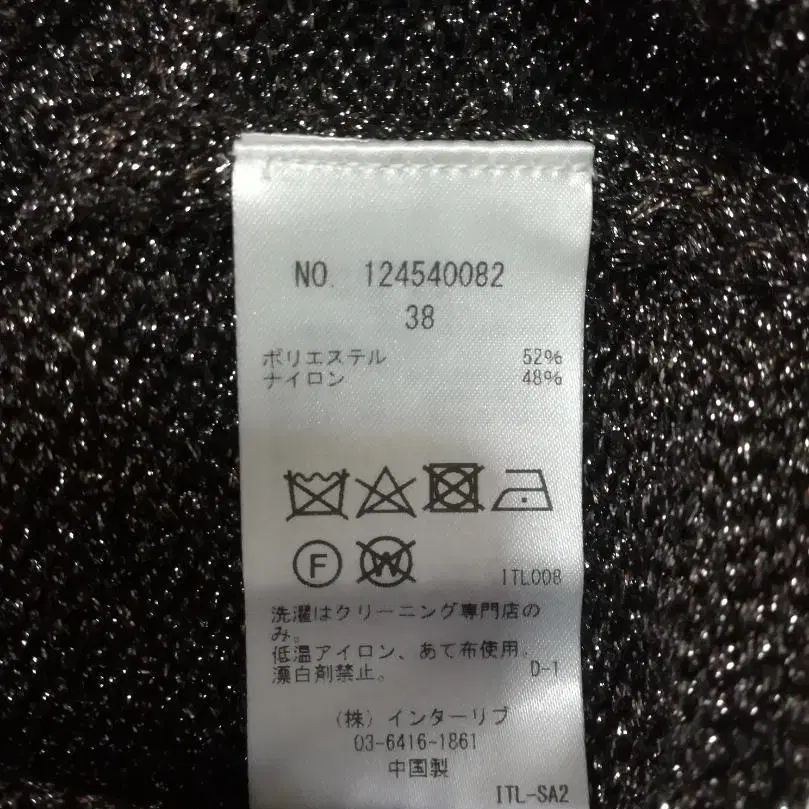 NO. 124540082
38
ポリエステル 52%
ナイロン 48%
F W
ITL008
洗濯はクリーニング専門店の
み。
低温アイロン、あて布使用。
漂白剤禁止。 D-1
(株)インターリブ
03-6416-1861
中国製
ITL-SA2